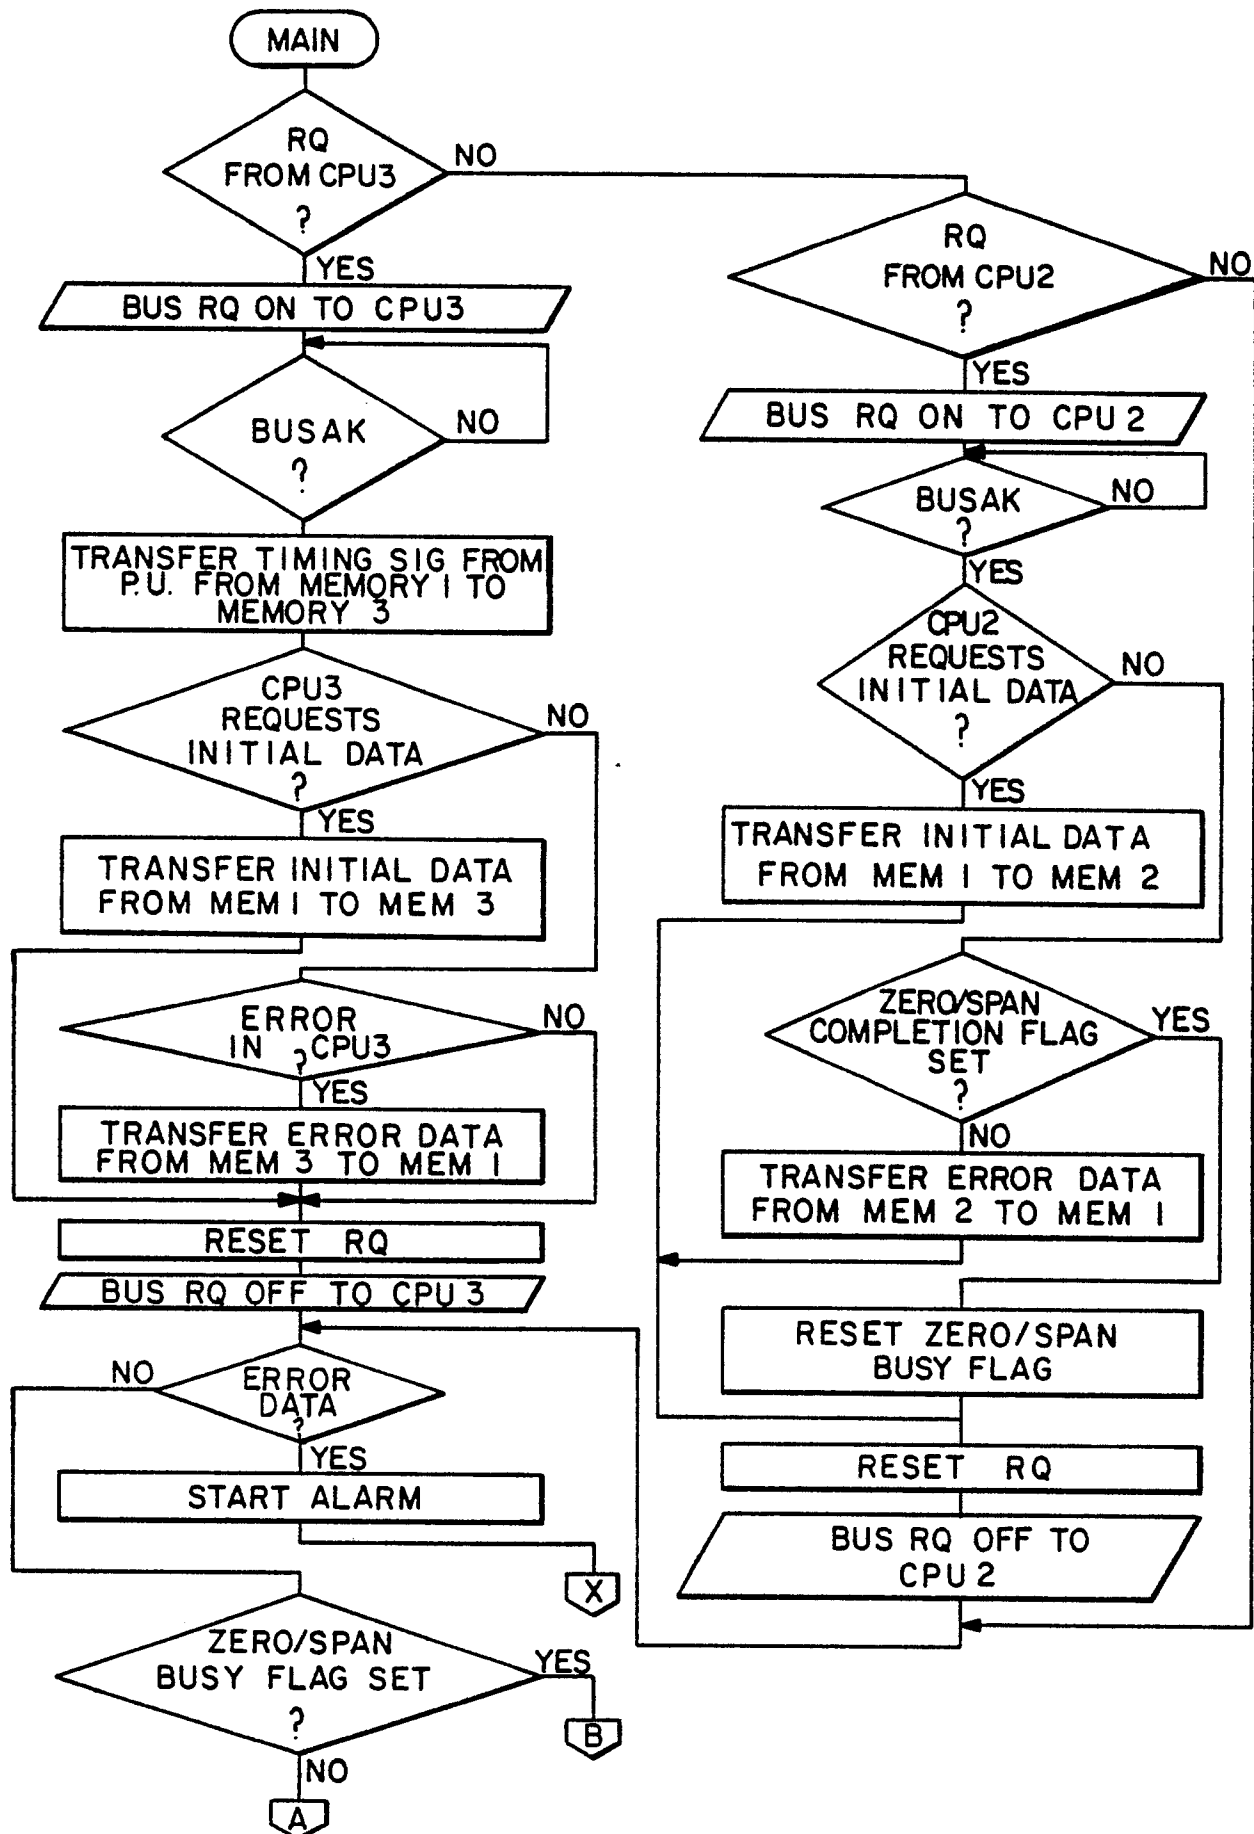 MAIN
RQ
FROM CPU3
?
NO
YES
BUS RQ ON TO CPU3
BUSAK
?
NO
TRANSFER TIMING SIG FROM
P.U. FROM MEMORY 1 TO
MEMORY 3
CPU3
REQUESTS
INITIAL DATA
?
NO
YES
TRANSFER INITIAL DATA
FROM MEM 1 TO MEM 3
ERROR
IN CPU3
?
NO
YES
TRANSFER ERROR DATA
FROM MEM 3 TO MEM 1
RESET RQ
BUS RQ OFF TO CPU 3
NO
ERROR
DATA
?
YES
START ALARM
X
ZERO/SPAN
BUSY FLAG SET
?
YES
B
NO
A
RQ
FROM CPU2
?
NO
YES
BUS RQ ON TO CPU 2
BUSAK
?
NO
YES
CPU2
REQUESTS
INITIAL DATA
?
NO
YES
TRANSFER INITIAL DATA
FROM MEM 1 TO MEM 2
ZERO/SPAN
COMPLETION FLAG
SET
?
YES
NO
TRANSFER ERROR DATA
FROM MEM 2 TO MEM 1
RESET ZERO/SPAN
BUSY FLAG
RESET RQ
BUS RQ OFF TO
CPU 2